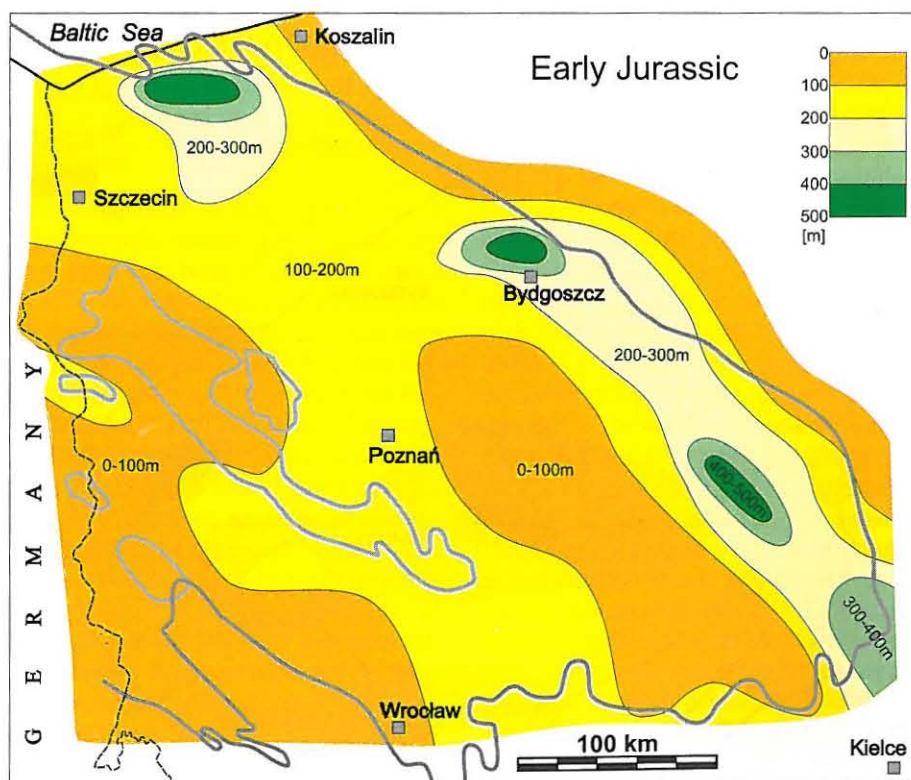 Baltic Sea
Koszalin
Early Jurassic
0
100
200
300
400
500
[m]
200-300m
Szczecin
100-200m
Bydgoszcz
200-300m
Poznań
0-100m
0-100m
400-500m
300-400m
GERMANY
Wrocław
100 km
Kielce